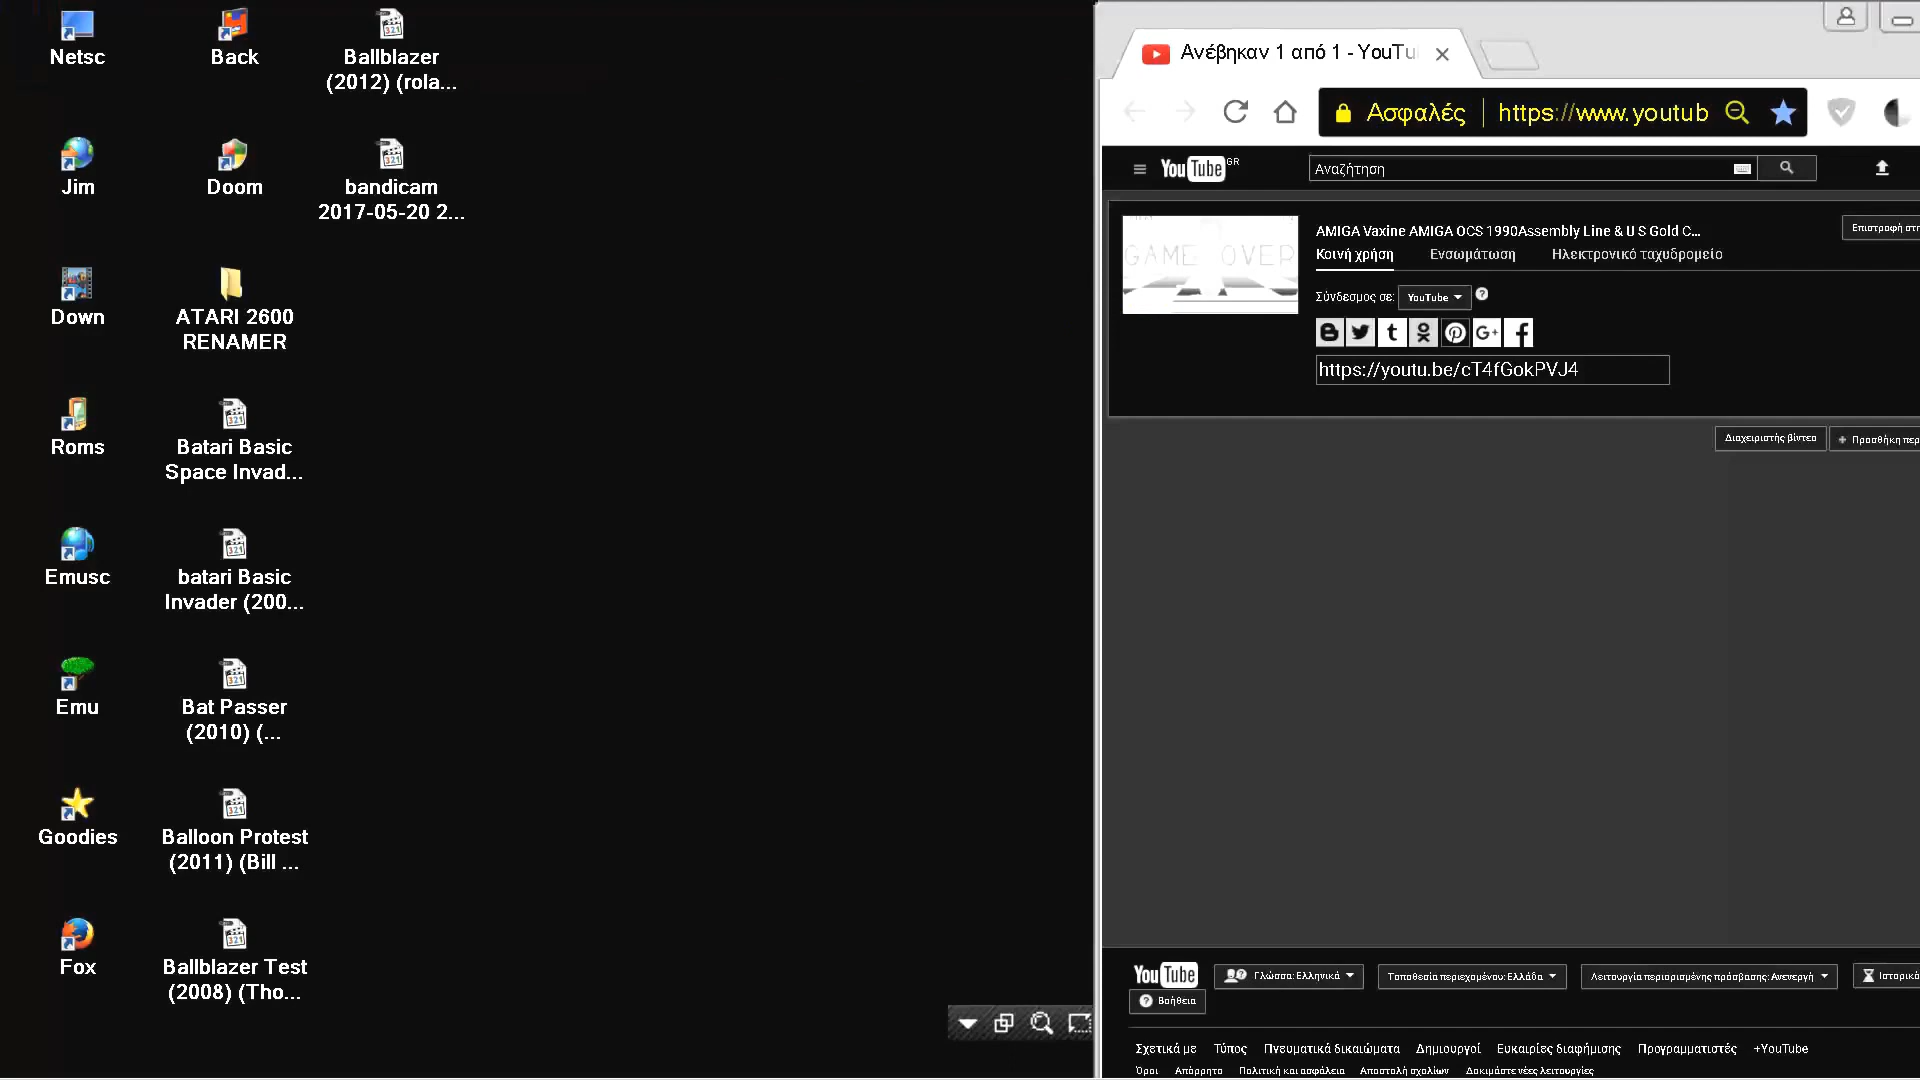 Netsc
Back
Ballblazer
(2012) (rola...
Jim
Doom
bandicam
2017-05-20 2...
Down
ATARI 2600
RENAMER
Roms
Batari Basic
Space Invad...
Emusc
batari Basic
Invader (200...
Emu
Bat Passer
(2010) (...
Goodies
Balloon Protest
(2011) (Bill ...
Fox
Ballblazer Test
(2008) (Tho...
Ανέβηκαν 1 από 1 - YouTu
Ασφαλές https://www.youtub
YouTube GR
Αναζήτηση
GAME OVER
AMIGA Vaxine AMIGA OCS 1990Assembly Line & U S Gold C...
Επιστροφή στη
Κοινή χρήση Ενσωμάτωση Ηλεκτρονικό ταχυδρομείο
Σύνδεσμος σε: YouTube
https://youtu.be/cT4fGokPVJ4
Διαχειριστής βίντεο
Προσθήκη περ
YouTube
Γλώσσα: Ελληνικά
Τοποθεσία περιεχομένου: Ελλάδα
Λειτουργία περιορισμένης πρόσβασης: Ανενεργή
Ιστορικό
Βοήθεια
Σχετικά με Τύπος Πνευματικά δικαιώματα Δημιουργοί Ευκαιρίες διαφήμισης Προγραμματιστές +YouTube
Όροι Απόρρητο Πολιτική και ασφάλεια Αποστολή σχολίων Δοκιμάστε νέες λειτουργίες